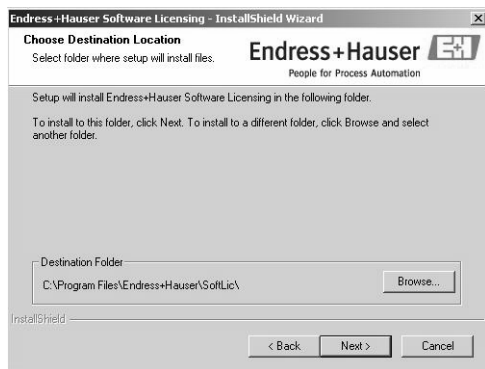 Endress+Hauser Software Licensing - InstallShield Wizard
Choose Destination Location
Select folder where setup will install files.
Endress+Hauser
People for Process Automation
Setup will install Endress+Hauser Software Licensing in the following folder.
To install to this folder, click Next. To install to a different folder, click Browse and select
another folder.
Destination Folder
C:\Program Files\Endress+Hauser\SoftLic\
Browse...
InstallShield
< Back
Next >
Cancel